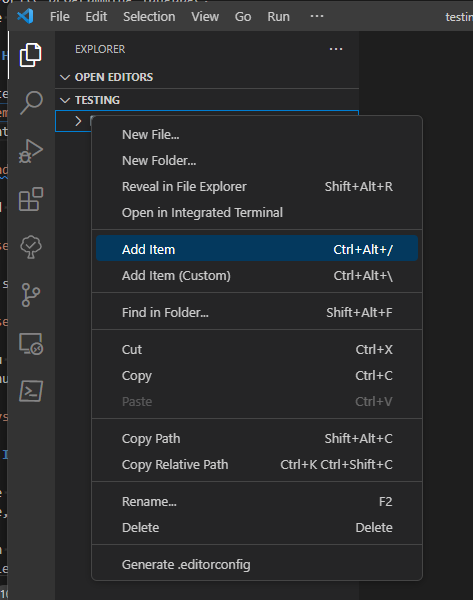 File Edit Selection View Go Run ···
testin
EXPLORER ···
OPEN EDITORS
TESTING
New File...
New Folder...
Reveal in File Explorer Shift+Alt+R
Open in Integrated Terminal
Add Item Ctrl+Alt+/
Add Item (Custom) Ctrl+Alt+\
Find in Folder... Shift+Alt+F
Cut Ctrl+X
Copy Ctrl+C
Paste Ctrl+V
Copy Path Shift+Alt+C
Copy Relative Path Ctrl+K Ctrl+Shift+C
Rename... F2
Delete Delete
Generate .editorconfig